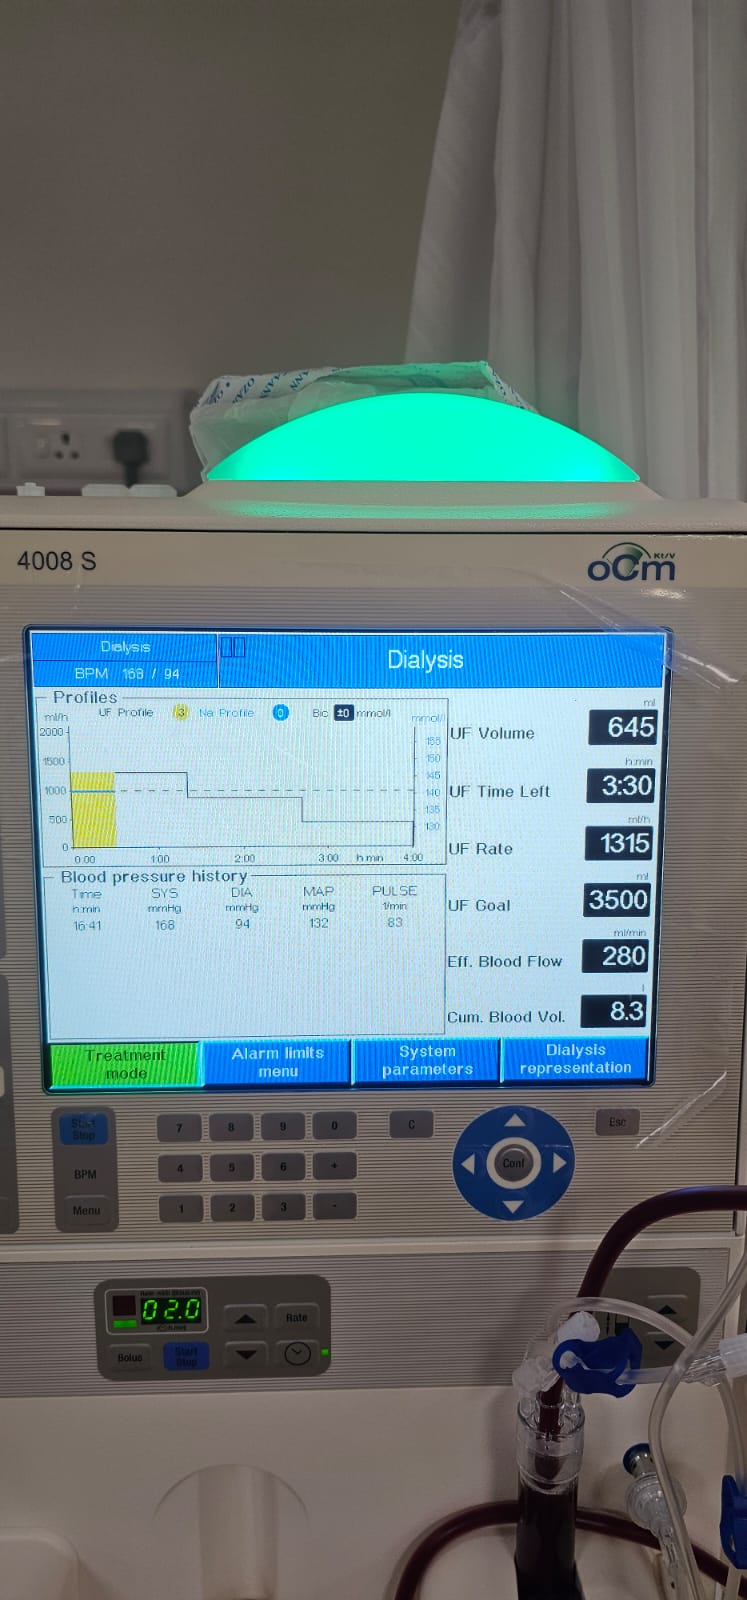 4008 S
Kt/V
oCm
Dialysis
BPM 168 / 94
Dialysis
Profiles
ml/h UF Profile 3 Na Profile 0 Bic ±0 mmol/l mmol/l
2000
1500
1000
500
0
155
150
145
140
135
130
0:00 1:00 2:00 3:00 h:min 4:00
Blood pressure history
Time SYS DIA MAP PULSE
h:min mmHg mmHg mmHg 1/min
16:41 168 94 132 83
ml
UF Volume 645
h:min
UF Time Left 3:30
ml/h
UF Rate 1315
ml
UF Goal 3500
ml/min
Eff. Blood Flow 280
l
Cum. Blood Vol. 8.3
Treatment mode
Alarm limits menu
System parameters
Dialysis representation
Start Stop
BPM
Menu
7 8 9 0
4 5 6 +
1 2 3 -
C
Conf
Esc
02.0
Rate
Bolus
Start Stop